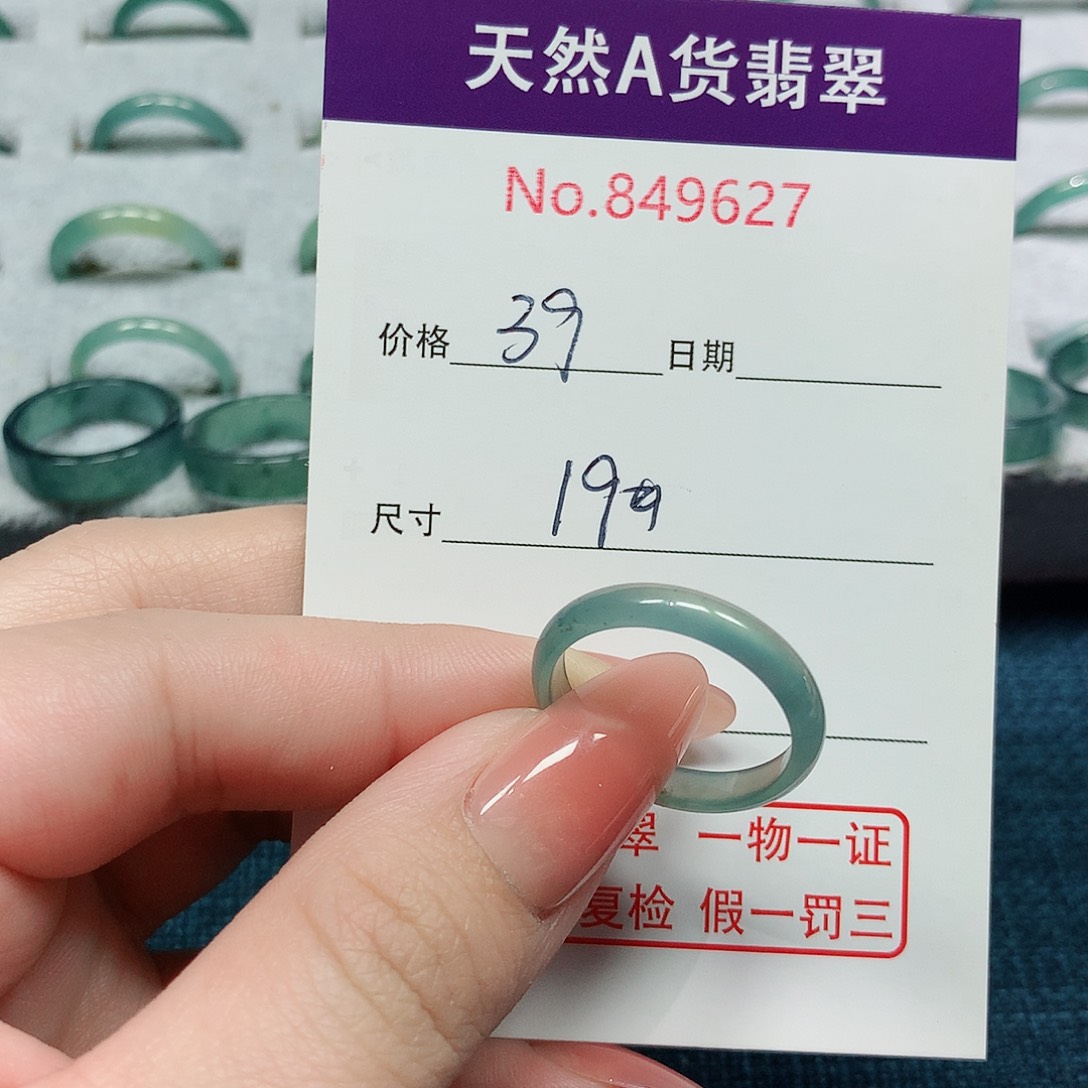 天然A货翡翠
No.849627
价格 39 日期
尺寸 19
翠 一物一证
复检 假一罚三